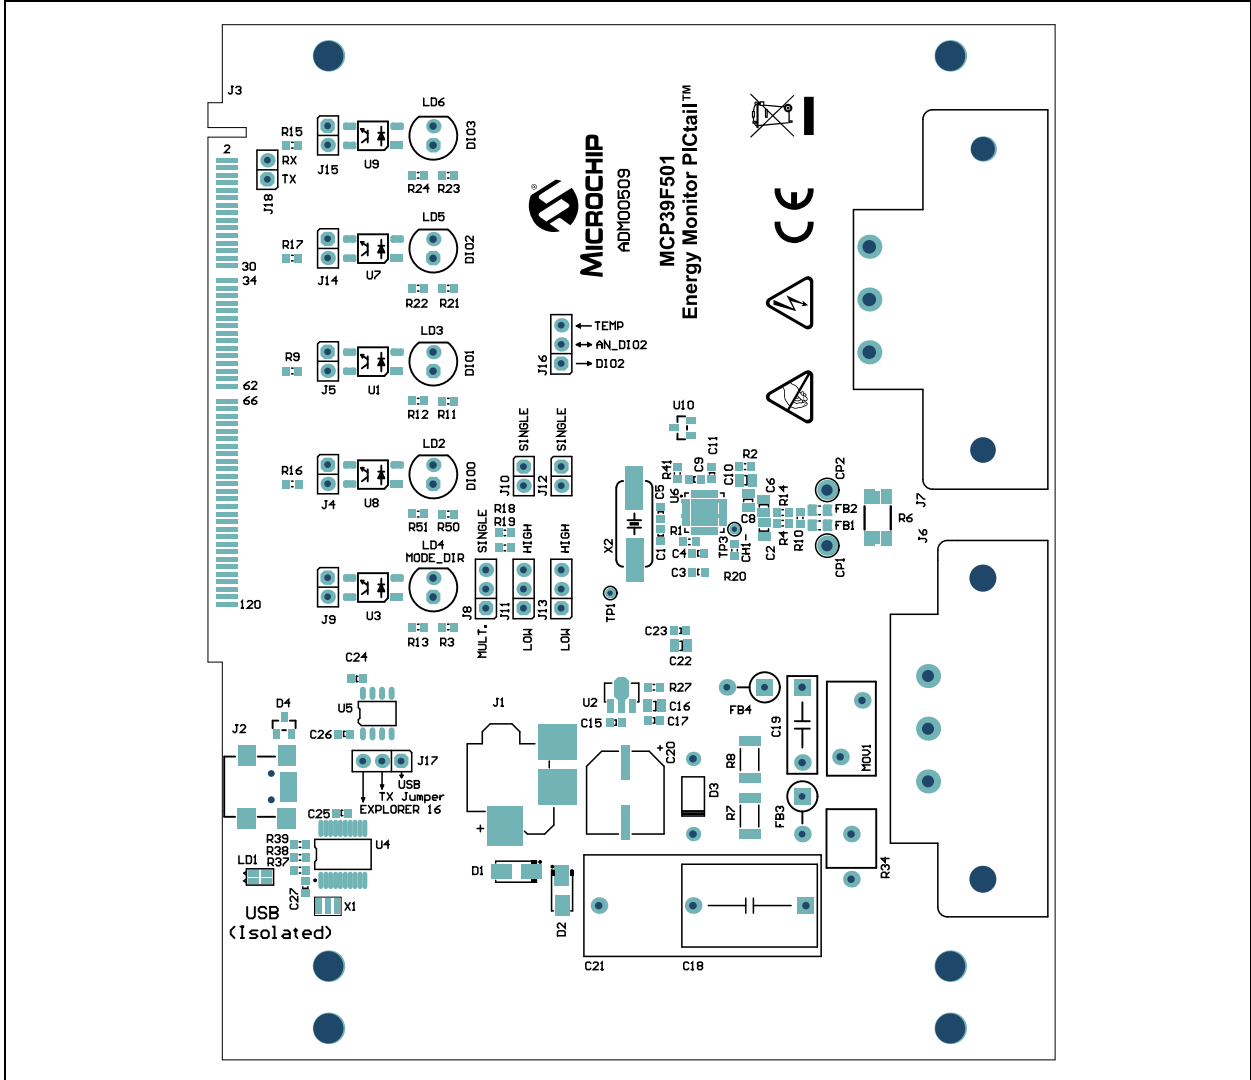 J3
LD6
R15
2
RX
TX
J18
J15
U9
DIO3
R24
R23
MICROCHIP
®
ADM00509
MCP39F501
Energy Monitor PICtail™
LD5
R17
J14
U7
DIO2
R22
R21
30
34
CE
LD3
R9
J5
U1
DIO1
R12
R11
62
66
J16
TEMP
AN_DIO2
DIO2
LD2
R16
J4
U8
DIO0
R51
R50
SINGLE
SINGLE
J10
J12
R18
R19
LD4
MODE_DIR
J9
U3
R13
R3
120
SINGLE
HIGH
HIGH
J8
J11
J13
MULT.
LOW
LOW
U10
C11
R41
C9
C10
R2
C5
U6
C6
R14
C8
CP2
J7
FB2
FB1
R6
J6
X2
C1
R1
C4
C3
TP3
CH1-
C2
R4
R10
CP1
R20
TP1
C23
C22
C24
D4
U5
J2
C26
J17
USB
TX Jumper
EXPLORER 16
C25
R39
R38
R37
U4
LD1
C27
X1
USB
(Isolated)
J1
U2
R27
C16
C15
C17
+
C20
FB4
C19
MOV1
R8
D3
R7
FB3
R34
+
D1
D2
C21
C18